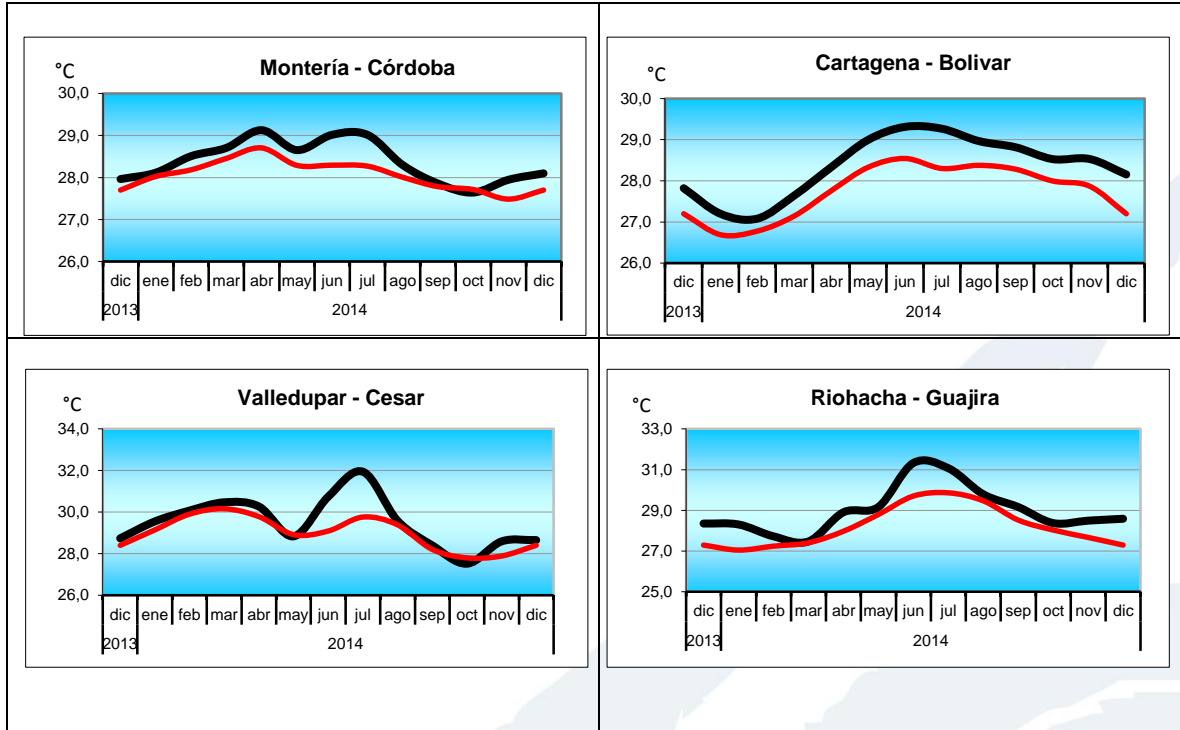 Montería - Córdoba
°C
30,0
29,0
28,0
27,0
26,0
dic ene feb mar abr may jun jul ago sep oct nov dic
2013 2014
Cartagena - Bolivar
°C
30,0
29,0
28,0
27,0
26,0
dic ene feb mar abr may jun jul ago sep oct nov dic
2013 2014
Valledupar - Cesar
°C
34,0
32,0
30,0
28,0
26,0
dic ene feb mar abr may jun jul ago sep oct nov dic
2013 2014
Riohacha - Guajira
°C
33,0
31,0
29,0
27,0
25,0
dic ene feb mar abr may jun jul ago sep oct nov dic
2013 2014